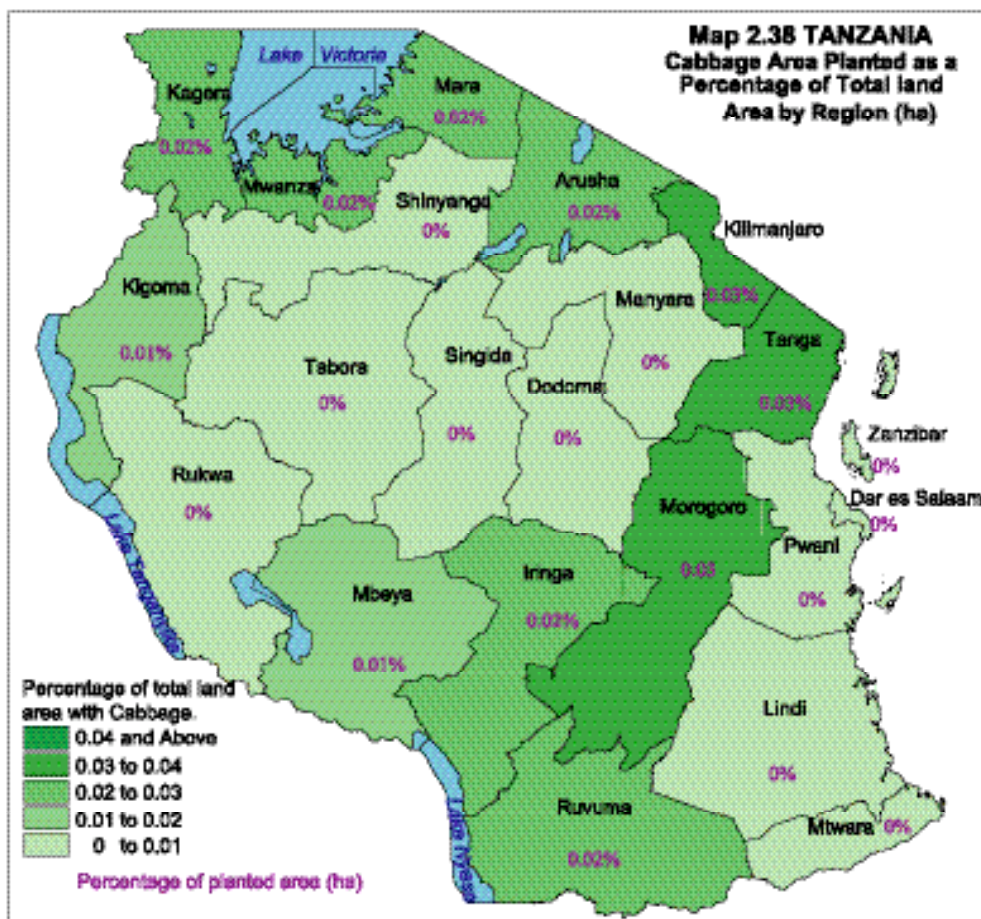 Map 2.38 TANZANIA
Cabbage Area Planted as a
Percentage of Total land
Area by Region (ha)
Lake Victoria
Kagera
0.02%
Mara
0.02%
Mwanza
0.02%
Shinyanga
0%
Arusha
0.02%
Kilimanjaro
0.03%
Kigoma
0.01%
Tabora
0%
Singida
0%
Dodoma
0%
Manyara
0%
Tanga
0.03%
Zanzibar
0%
Dar es Salaam
0%
Rukwa
0%
Morogoro
0.03
Pwani
0%
Lake Tanganyika
Mbeya
0.01%
Iringa
0.02%
Lindi
0%
Ruvuma
0.02%
Mtwara
0%
Lake Nyasa
Percentage of total land
area with Cabbage.
0.04 and Above
0.03 to 0.04
0.02 to 0.03
0.01 to 0.02
0 to 0.01
Percentage of planted area (ha)